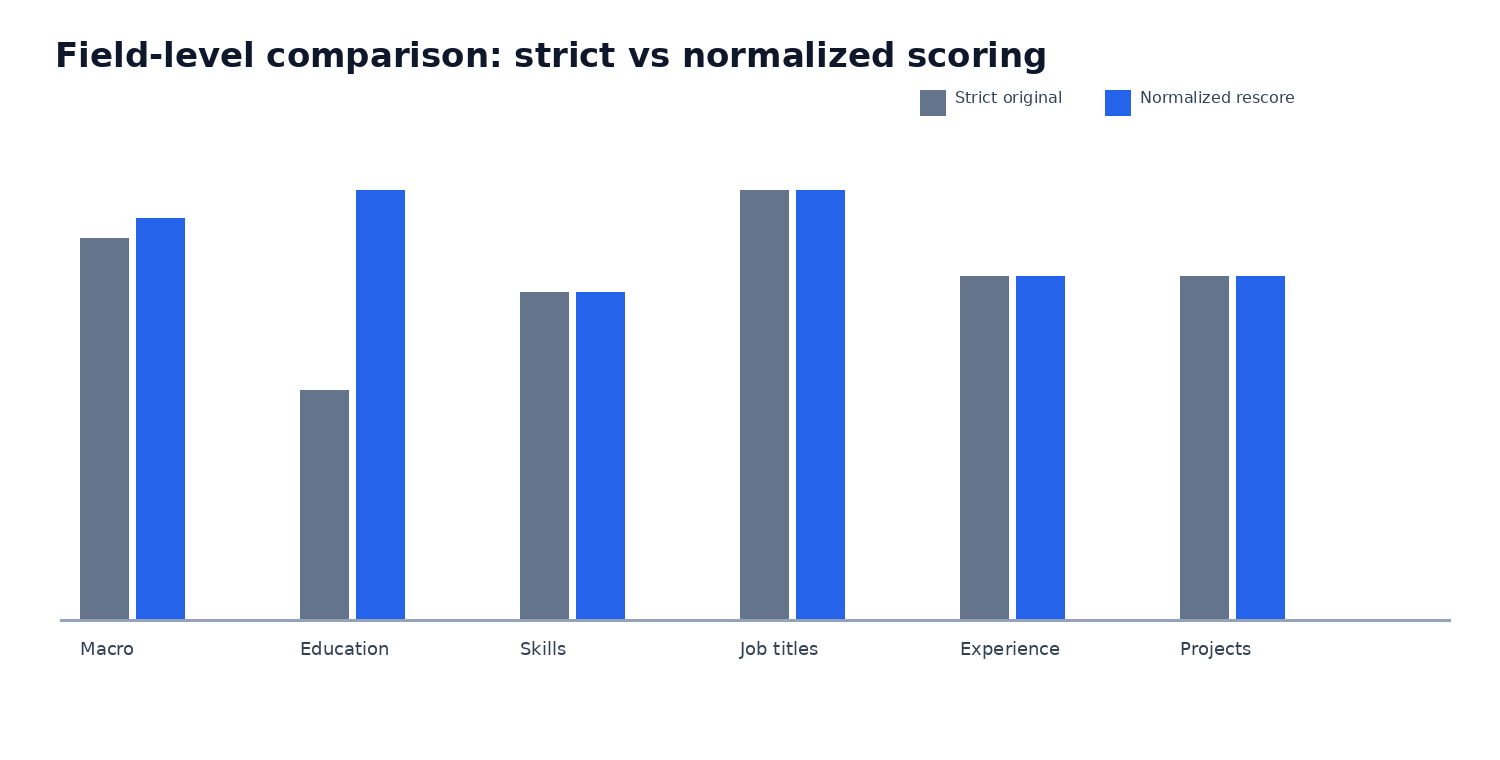 Field-level comparison: strict vs normalized scoring
Strict original
Normalized rescore
Macro
Education
Skills
Job titles
Experience
Projects